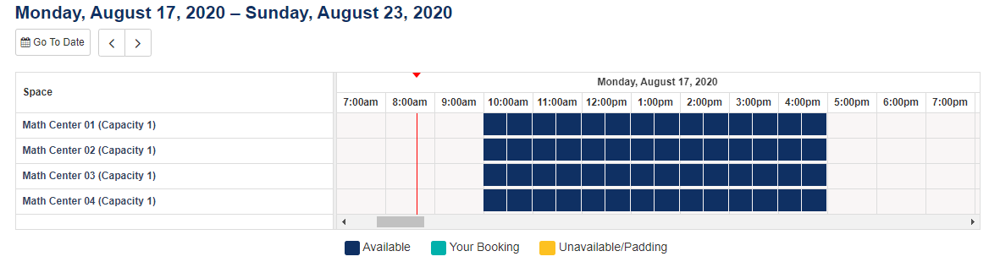 Monday, August 17, 2020 – Sunday, August 23, 2020
Go To Date
Space
Monday, August 17, 2020
7:00am 8:00am 9:00am 10:00am 11:00am 12:00pm 1:00pm 2:00pm 3:00pm 4:00pm 5:00pm 6:00pm 7:00pm
Math Center 01 (Capacity 1)
Math Center 02 (Capacity 1)
Math Center 03 (Capacity 1)
Math Center 04 (Capacity 1)
Available Your Booking Unavailable/Padding